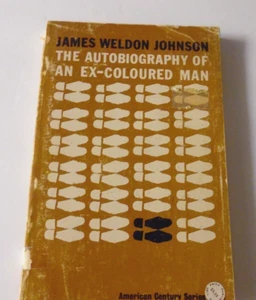 JAMES WELDON JOHNSON
THE AUTOBIOGRAPHY OF
AN EX-COLOURED MAN
American Century Series